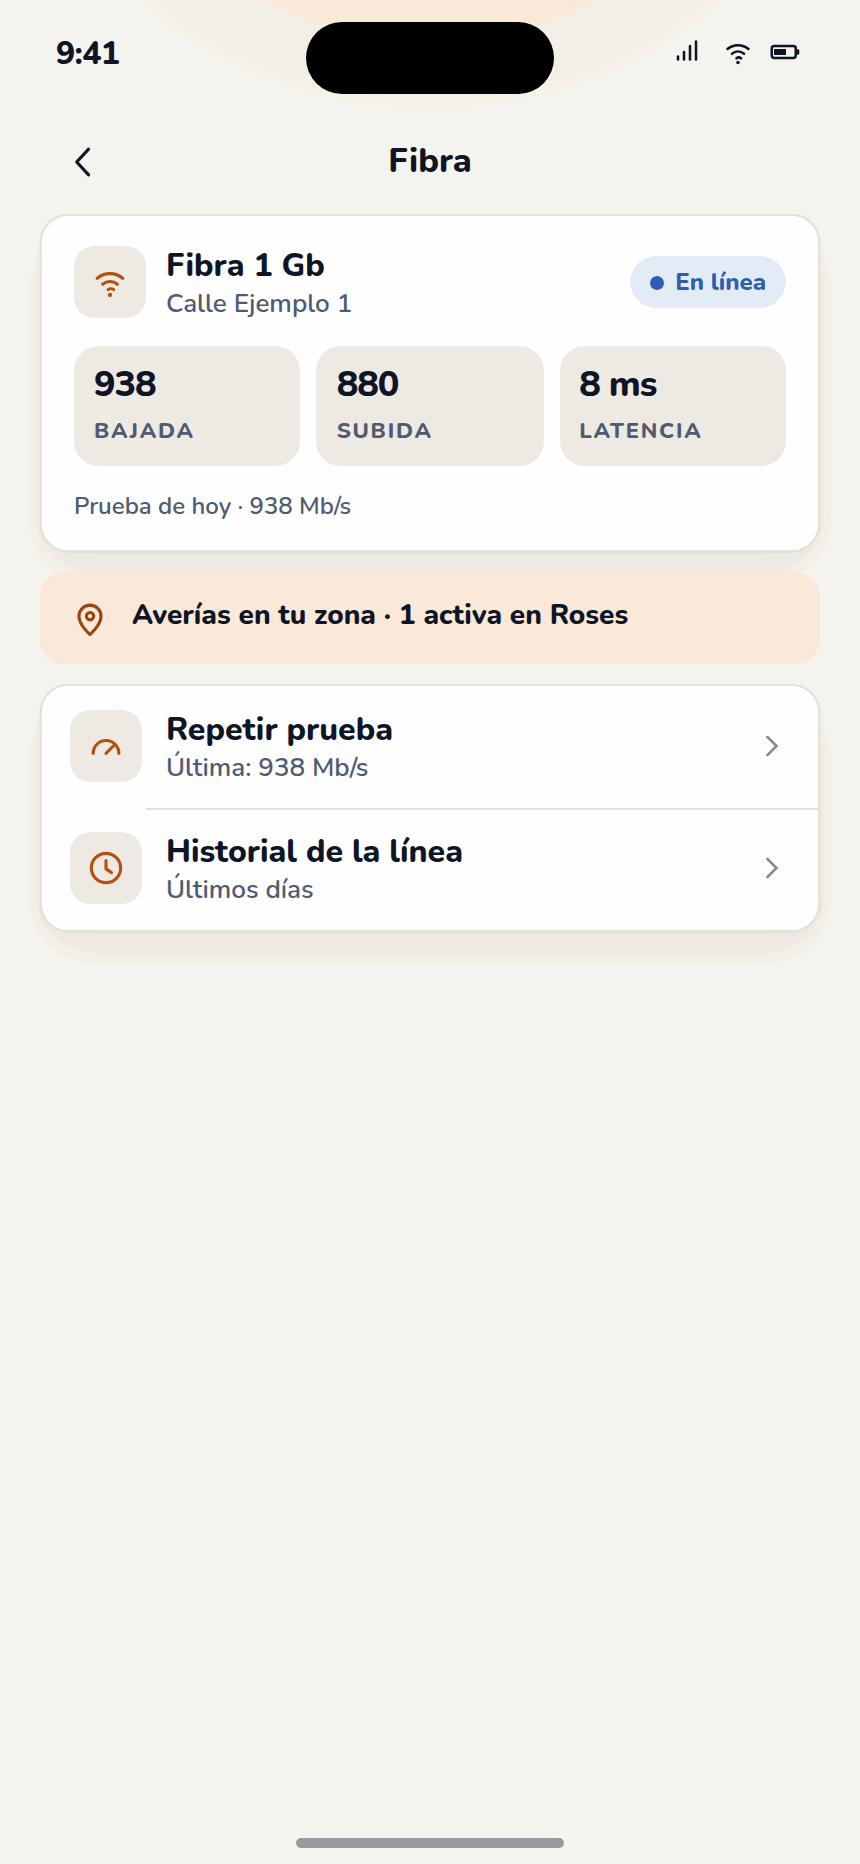 9:41
Fibra
Fibra 1 Gb
Calle Ejemplo 1
En línea
938
BAJADA
880
SUBIDA
8 ms
LATENCIA
Prueba de hoy · 938 Mb/s
Averías en tu zona · 1 activa en Roses
Repetir prueba
Última: 938 Mb/s
Historial de la línea
Últimos días